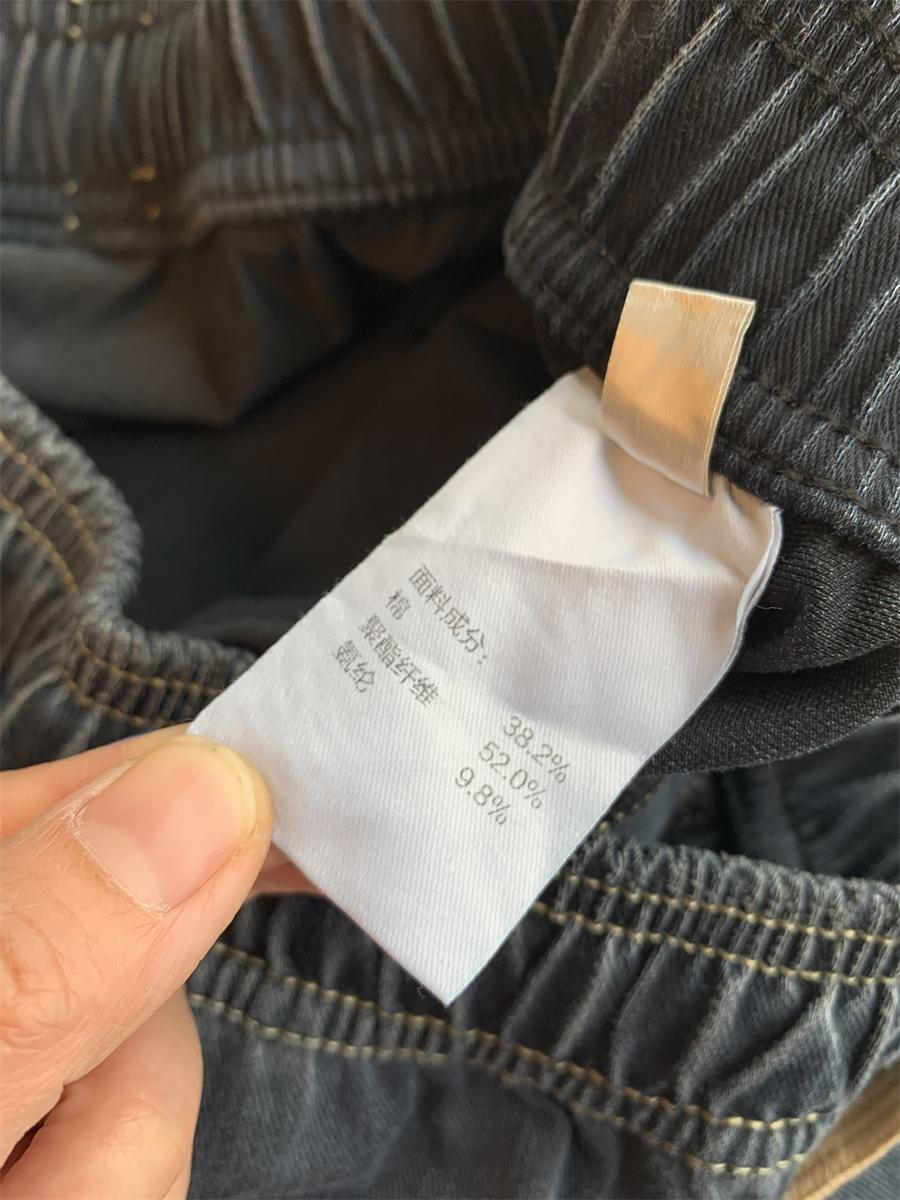 面料成分:
棉 38.2%
聚酯纤维 52.0%
氨纶 9.8%